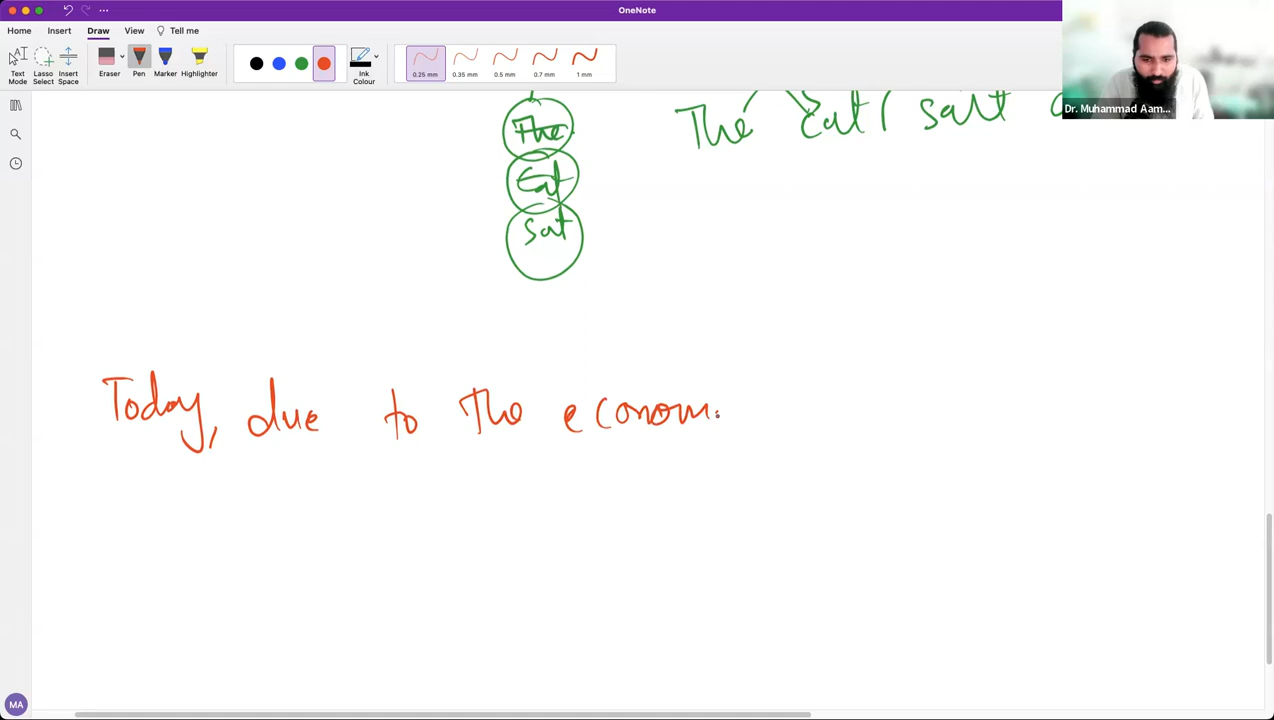 OneNote
Home Insert Draw View Tell me
Text Mode
Lasso Select
Insert Space
Eraser
Pen
Marker
Highlighter
Ink Colour
0.25 mm 0.35 mm 0.5 mm 0.7 mm 1 mm
Dr. Muhammad Aam...
The
Cat
Sat
The cat sat
Today, due to the econom
MA